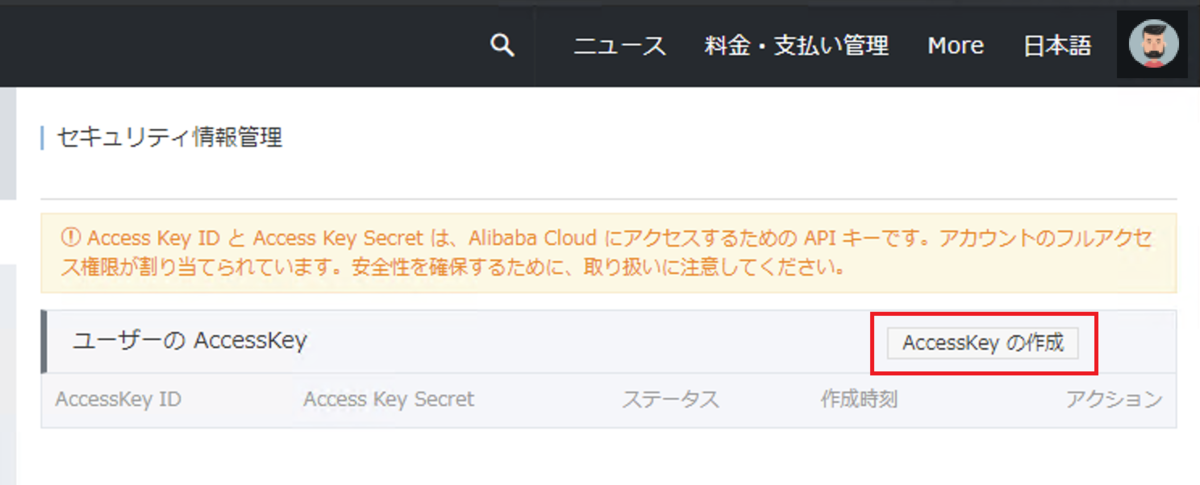 ニュース 料金・支払い管理 More 日本語
セキュリティ情報管理
Access Key ID と Access Key Secret は、Alibaba Cloud にアクセスするための API キーです。アカウントのフルアクセ
ス権限が割り当てられています。安全性を確保するために、取り扱いに注意してください。
ユーザーの AccessKey AccessKey の作成
AccessKey ID Access Key Secret ステータス 作成時刻 アクション